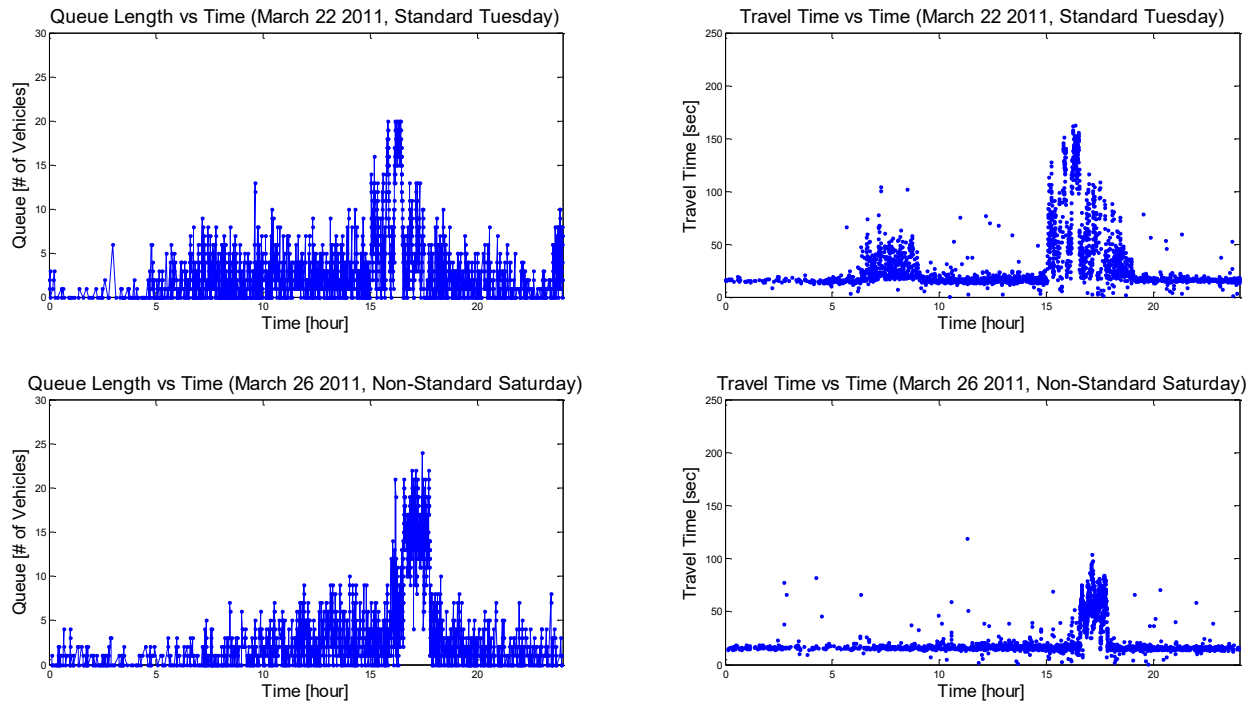 Queue Length vs Time (March 22 2011, Standard Tuesday)
30
25
20
15
10
5
0
Queue [# of Vehicles]
0 5 10 15 20
Time [hour]
Travel Time vs Time (March 22 2011, Standard Tuesday)
250
200
150
100
50
0
Travel Time [sec]
0 5 10 15 20
Time [hour]
Queue Length vs Time (March 26 2011, Non-Standard Saturday)
30
25
20
15
10
5
0
Queue [# of Vehicles]
0 5 10 15 20
Time [hour]
Travel Time vs Time (March 26 2011, Non-Standard Saturday)
250
200
150
100
50
0
Travel Time [sec]
0 5 10 15 20
Time [hour]